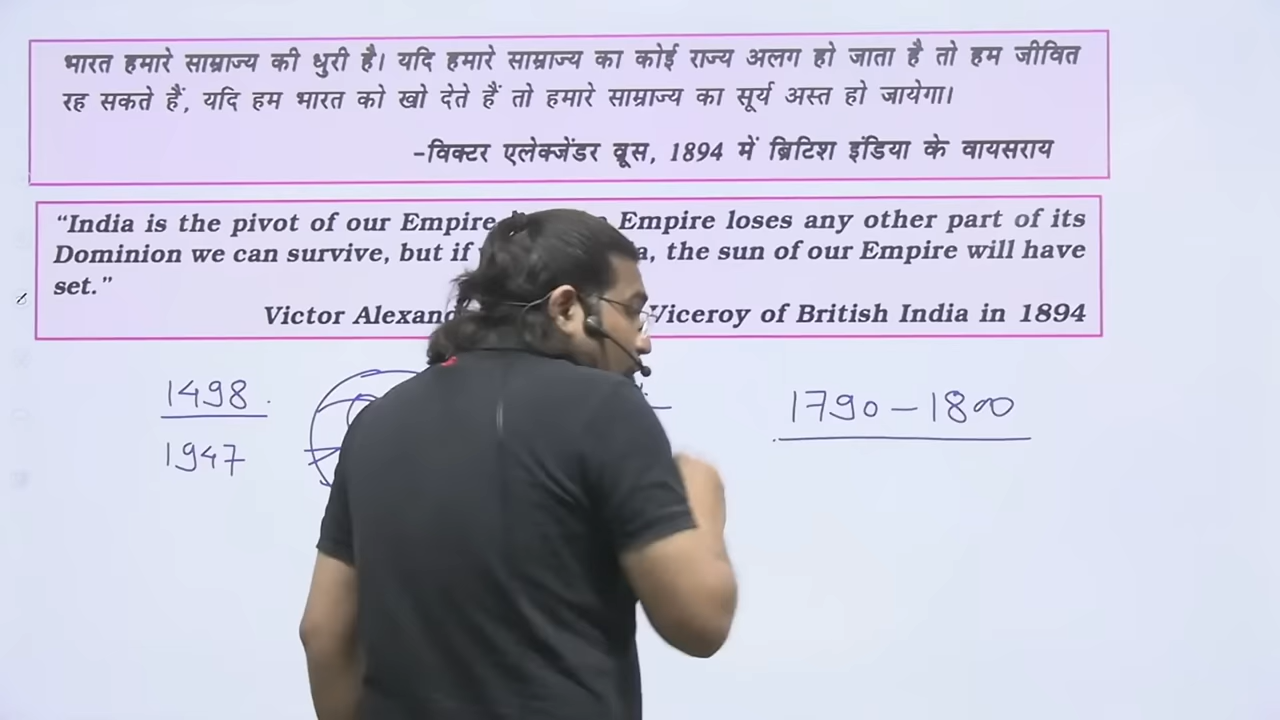 भारत हमारे साम्राज्य की धुरी है। यदि हमारे साम्राज्य का कोई राज्य अलग हो जाता है तो हम जीवित
रह सकते हैं, यदि हम भारत को खो देते हैं तो हमारे साम्राज्य का सूर्य अस्त हो जायेगा।
-विक्टर एलेक्जेंडर ब्रूस, 1894 में ब्रिटिश इंडिया के वायसराय
"India is the pivot of our Empire Empire loses any other part of its
Dominion we can survive, but if the sun of our Empire will have
set."
Victor Viceroy of British India in 1894
1498 1790-1800
1947